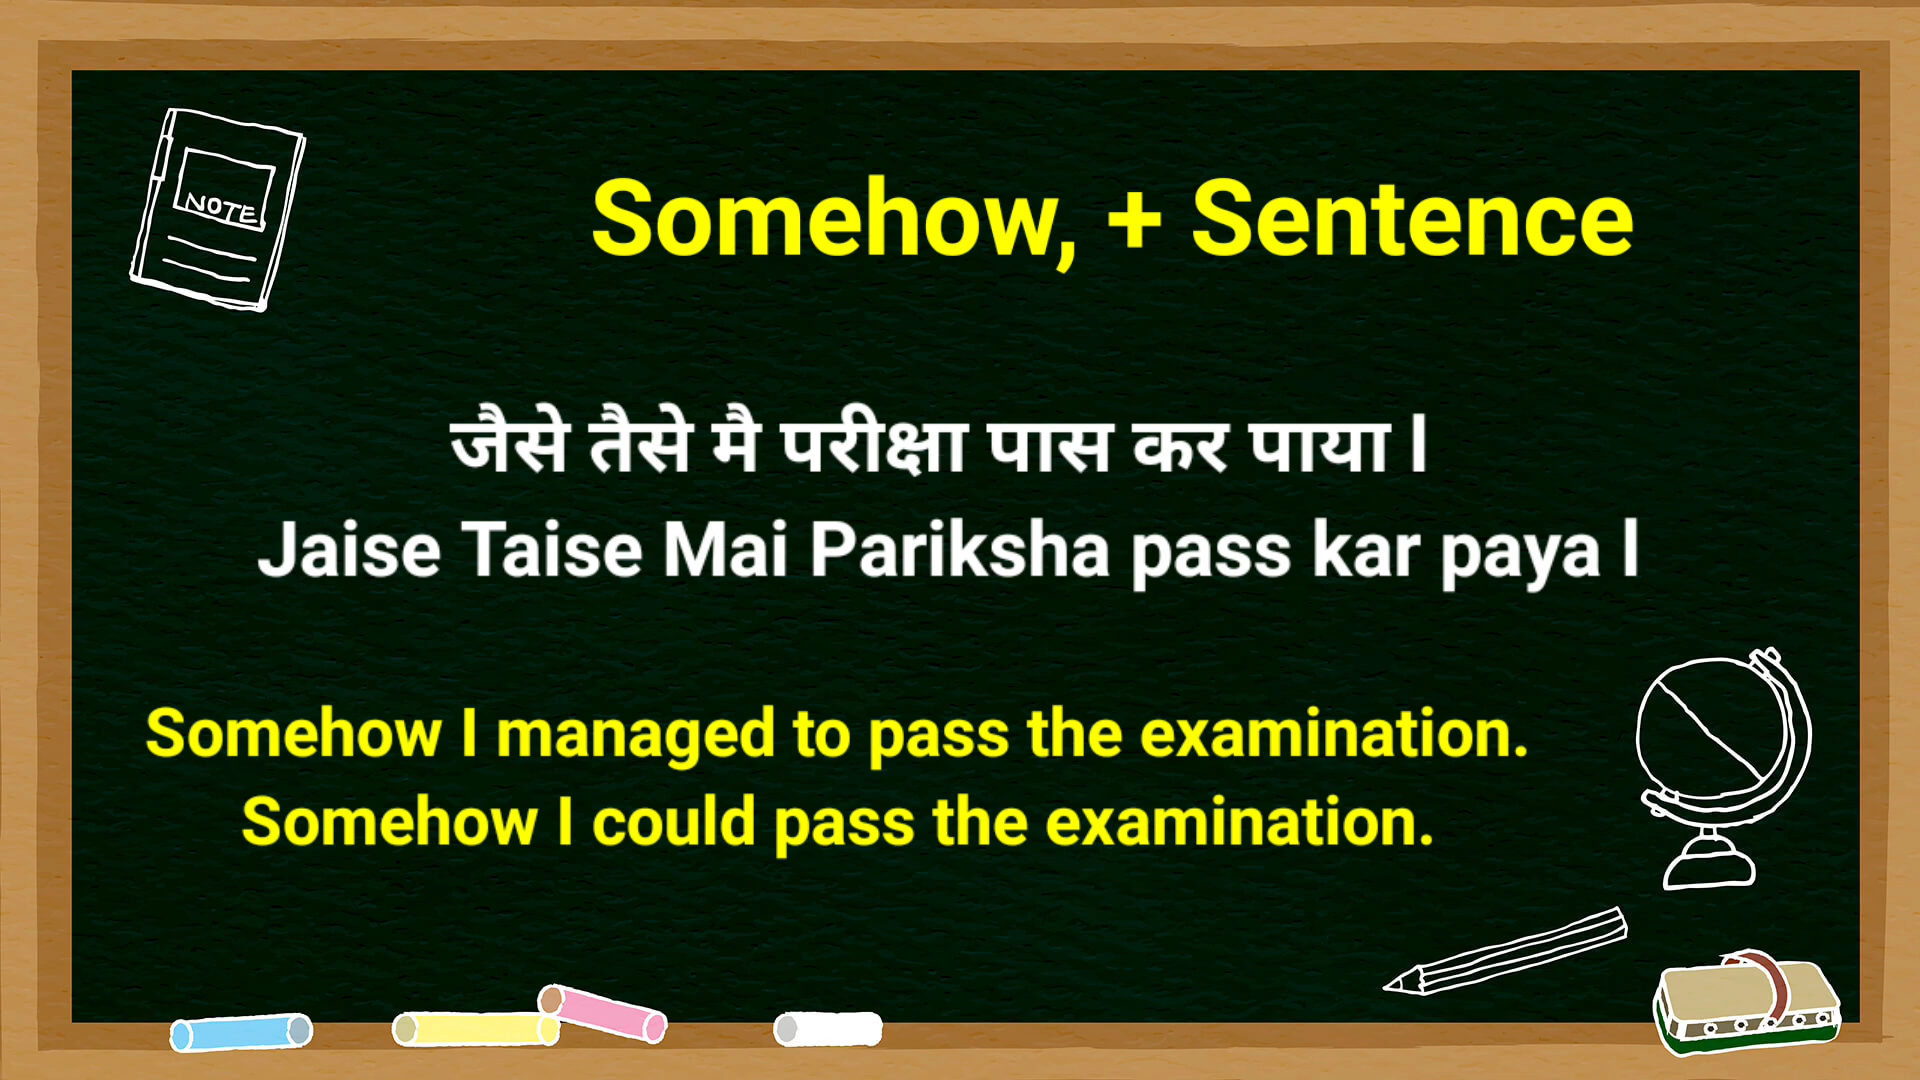 NOTE
Somehow, + Sentence
जैसे तैसे मै परीक्षा पास कर पाया l
Jaise Taise Mai Pariksha pass kar paya l
Somehow I managed to pass the examination.
Somehow I could pass the examination.